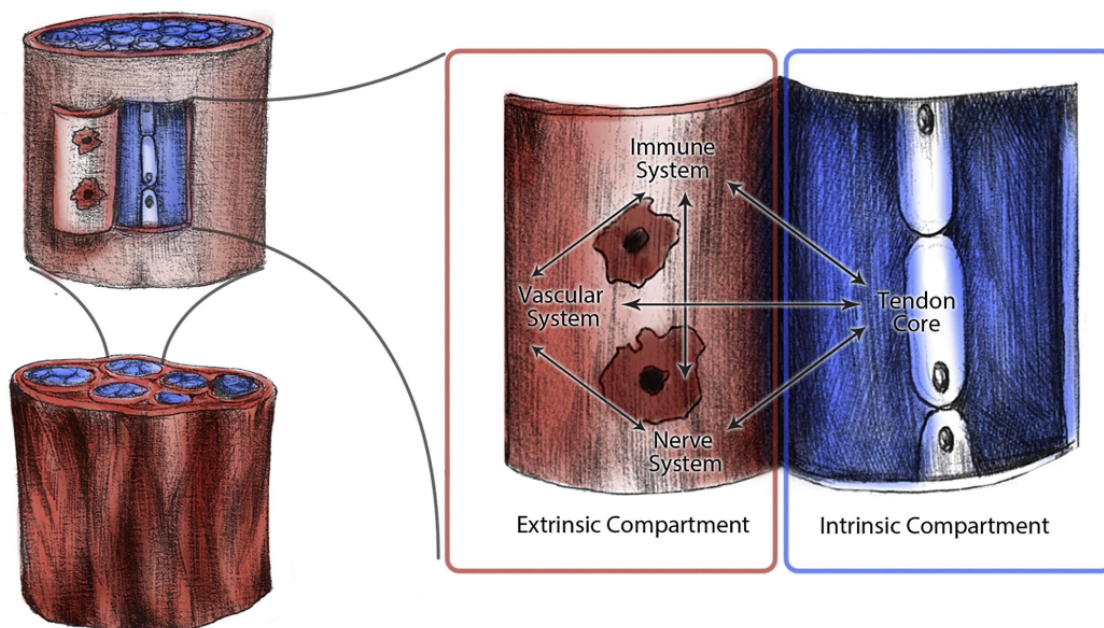 Immune
System
Vascular
System
Tendon
Core
Nerve
System
Extrinsic Compartment
Intrinsic Compartment